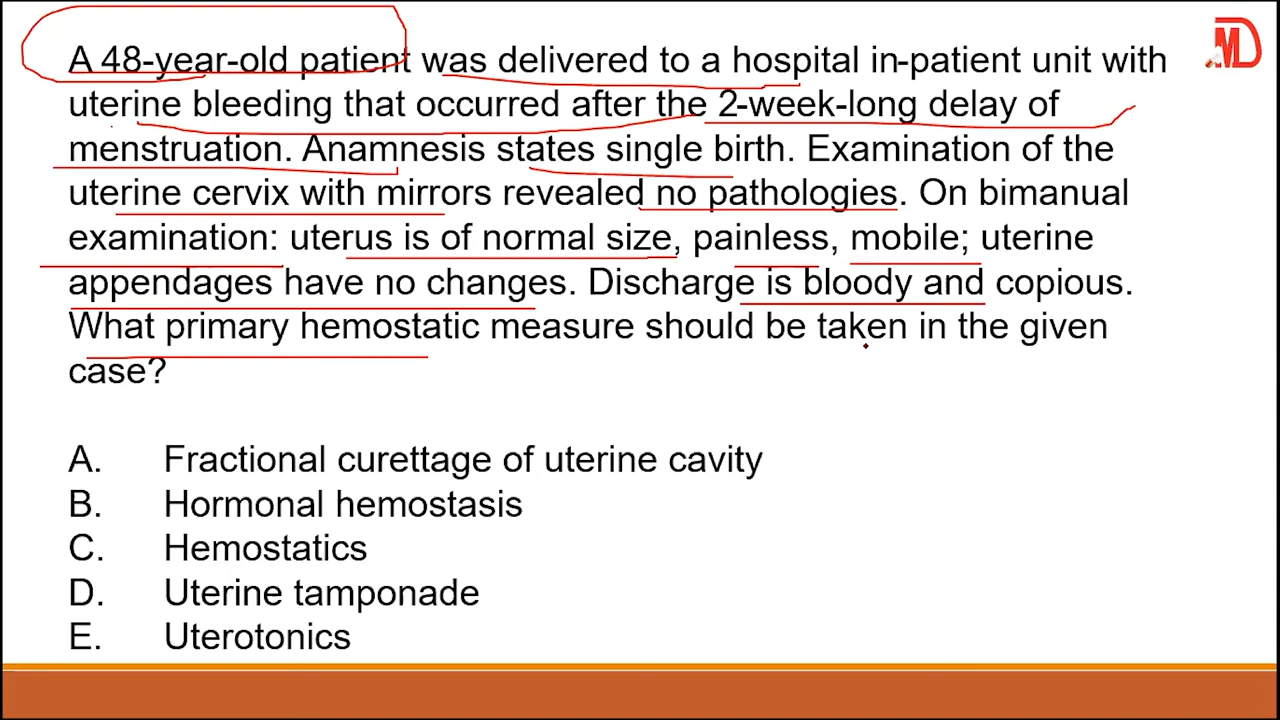 A 48-year-old patient was delivered to a hospital in-patient unit with
uterine bleeding that occurred after the 2-week-long delay of
menstruation. Anamnesis states single birth. Examination of the
uterine cervix with mirrors revealed no pathologies. On bimanual
examination: uterus is of normal size, painless, mobile; uterine
appendages have no changes. Discharge is bloody and copious.
What primary hemostatic measure should be taken in the given
case?
A. Fractional curettage of uterine cavity
B. Hormonal hemostasis
C. Hemostatics
D. Uterine tamponade
E. Uterotonics